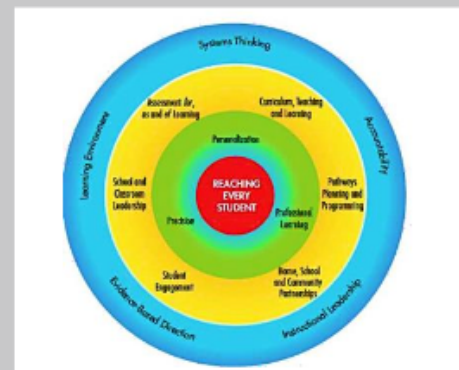 Systems Thinking
Assessment for,
as and of Learning
Curriculum, Teaching
and Learning
Learning Environment
Accountability
Personalization
School and
Classroom
Leadership
REACHING
EVERY
STUDENT
Pathways
Planning and
Programming
Precision
Professional
Learning
Student
Engagement
Home, School
and Community
Partnerships
Evidence-Based Direction
Instructional Leadership